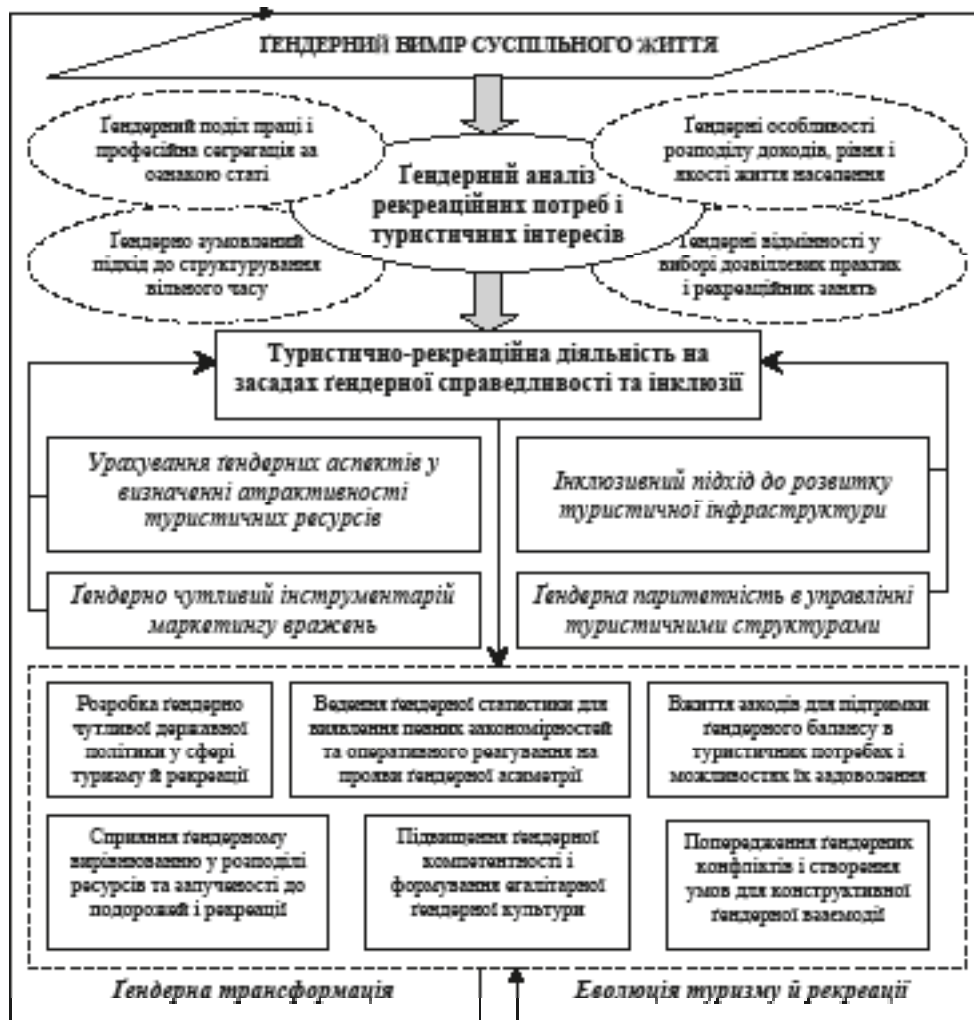 ҐЕНДЕРНИЙ ВИМІР СУСПІЛЬНОГО ЖИТТЯ
Ґендерний поділ праці і
професійна сегрегація за
ознакою статі
Ґендерні особливості
розподілу доходів, рівня і
якості життя населення
Ґендерний аналіз
рекреаційних потреб і
туристичних інтересів
Ґендерно зумовлений
підхід до структурування
вільного часу
Ґендерні відмінності у
виборі дозвіллєвих практик
і рекреаційних занять
Туристично-рекреаційна діяльність на
засадах ґендерної справедливості та інклюзії
Урахування ґендерних аспектів у
визначенні атрактивності
туристичних ресурсів
Інклюзивний підхід до розвитку
туристичної інфраструктури
Ґендерно чутливий інструментарій
маркетингу вражень
Ґендерна паритетність в управлінні
туристичними структурами
Розробка ґендерно
чутливої державної
політики у сфері
туризму й рекреації
Ведення ґендерної статистики для
виявлення певних закономірностей
та оперативного реагування на
прояви ґендерної асиметрії
Вжиття заходів для підтримки
ґендерного балансу в
туристичних потребах і
можливостях їх задоволення
Сприяння ґендерному
вирівнюванню у розподілі
ресурсів та залученості до
подорожей і рекреації
Підвищення ґендерної
компетентності і
формування егалітарної
ґендерної культури
Попередження ґендерних
конфліктів і створення
умов для конструктивної
ґендерної взаємодії
Ґендерна трансформація
Еволюція туризму й рекреації